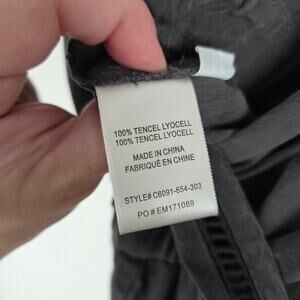 100% TENCEL LYOCELL
100% TENCEL LYOCELL
MADE IN CHINA
FABRIQUÉ EN CHINE
STYLE# C6091-654-303
PO # EM171089